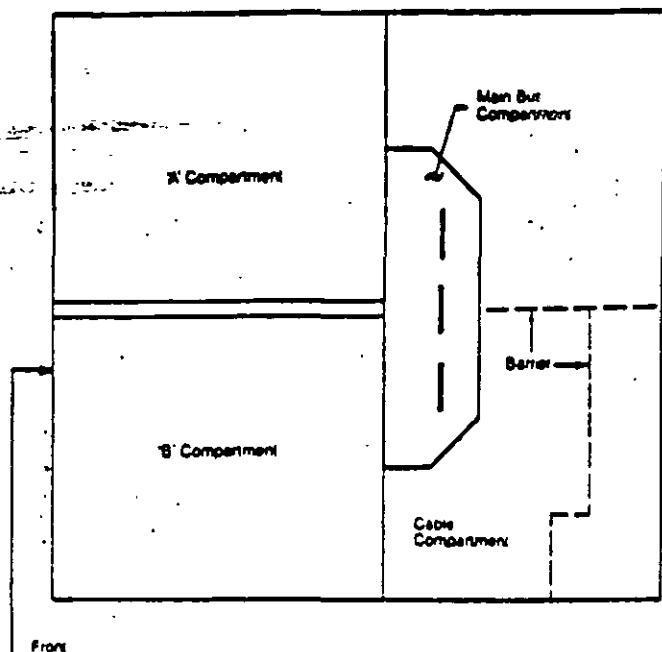 Main Bus
Compartment
'A' Compartment
Barrier
'B' Compartment
Cable
Compartment
Front